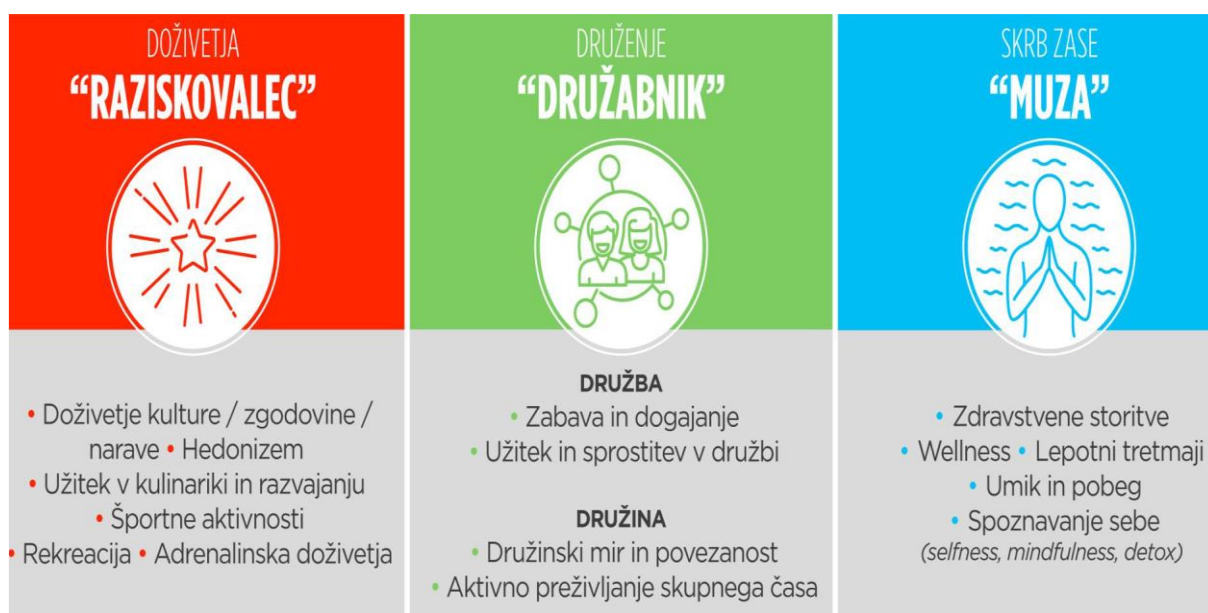 DOŽIVETJA
“RAZISKOVALEC”
• Doživetje kulture / zgodovine /
narave • Hedonizem
• Užitek v kulinariki in razvajanju
• Športne aktivnosti
• Rekreacija • Adrenalinska doživetja
DRUŽENJE
“DRUŽABNIK”
DRUŽBA
• Zabava in dogajanje
• Užitek in sprostitev v družbi
DRUŽINA
• Družinski mir in povezanost
• Aktivno preživljanje skupnega časa
SKRB ZASE
“MUZA”
• Zdravstvene storitve
• Wellness • Lepotni tretmaji
• Umik in pobeg
• Spoznavanje sebe
(selfness, mindfulness, detox)